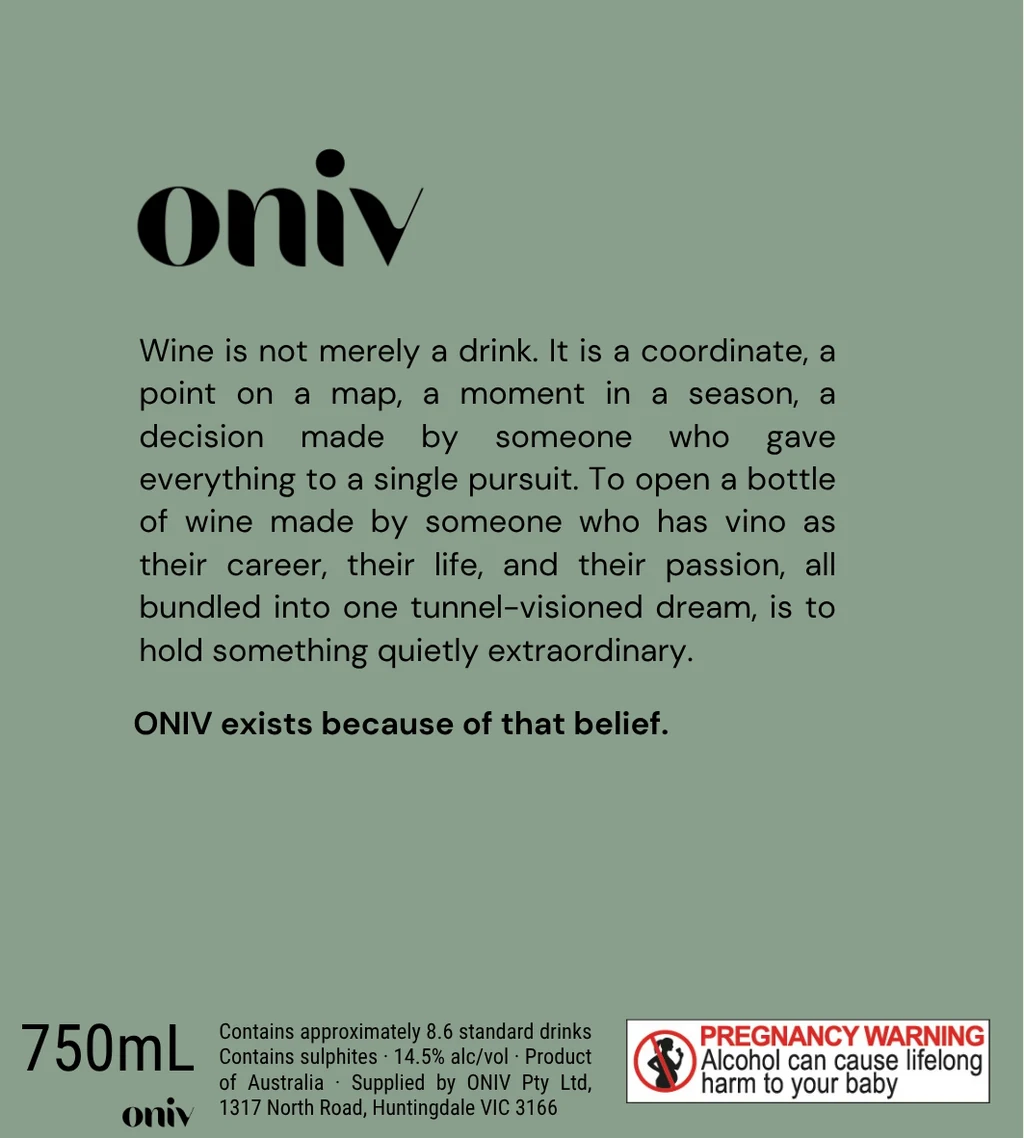 oniv
Wine is not merely a drink. It is a coordinate, a
point on a map, a moment in a season, a
decision made by someone who gave
everything to a single pursuit. To open a bottle
of wine made by someone who has vino as
their career, their life, and their passion, all
bundled into one tunnel-visioned dream, is to
hold something quietly extraordinary.
ONIV exists because of that belief.
750mL
oniv
Contains approximately 8.6 standard drinks
Contains sulphites · 14.5% alc/vol · Product
of Australia · Supplied by ONIV Pty Ltd,
1317 North Road, Huntingdale VIC 3166
PREGNANCY WARNING
Alcohol can cause lifelong
harm to your baby